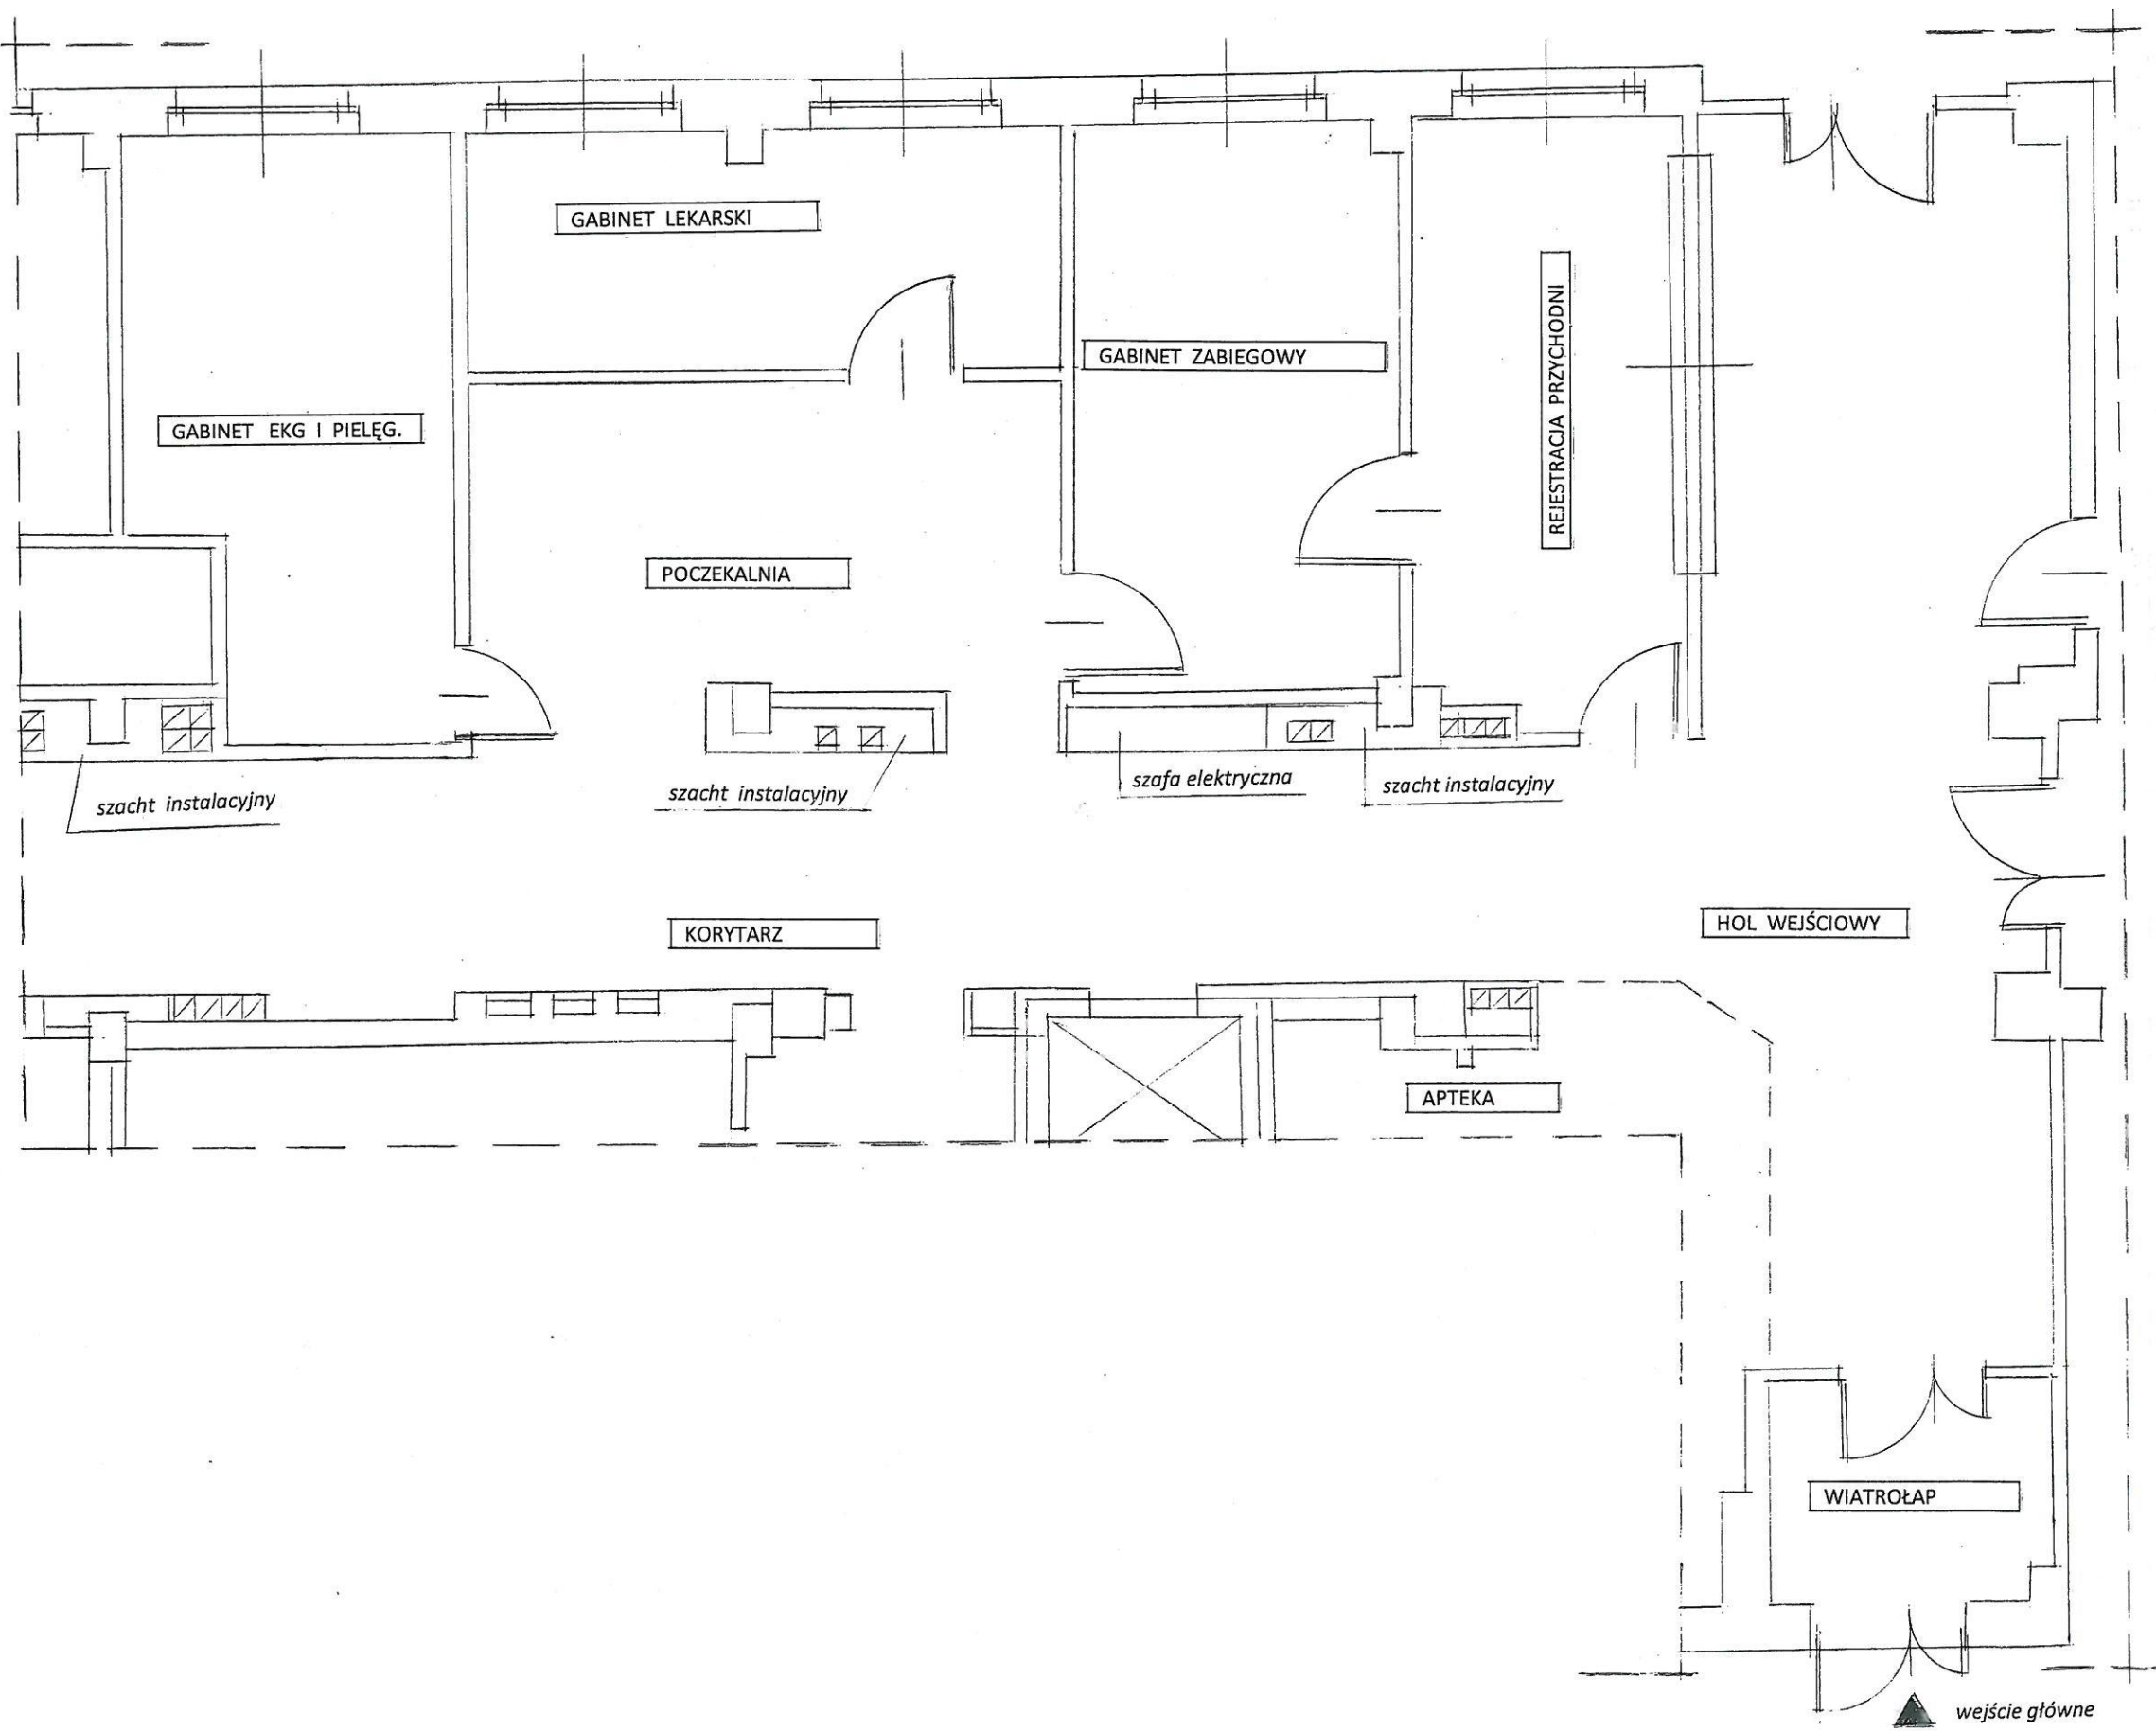 GABINET LEKARSKI
GABINET ZABIEGOWY
REJESTRACJA PRZYCHODNI
GABINET EKG I PIELĘG.
POCZEKALNIA
szacht instalacyjny
szacht instalacyjny
szafa elektryczna
szacht instalacyjny
KORYTARZ
HOL WEJŚCIOWY
APTEKA
WIATROŁAP
wejście główne